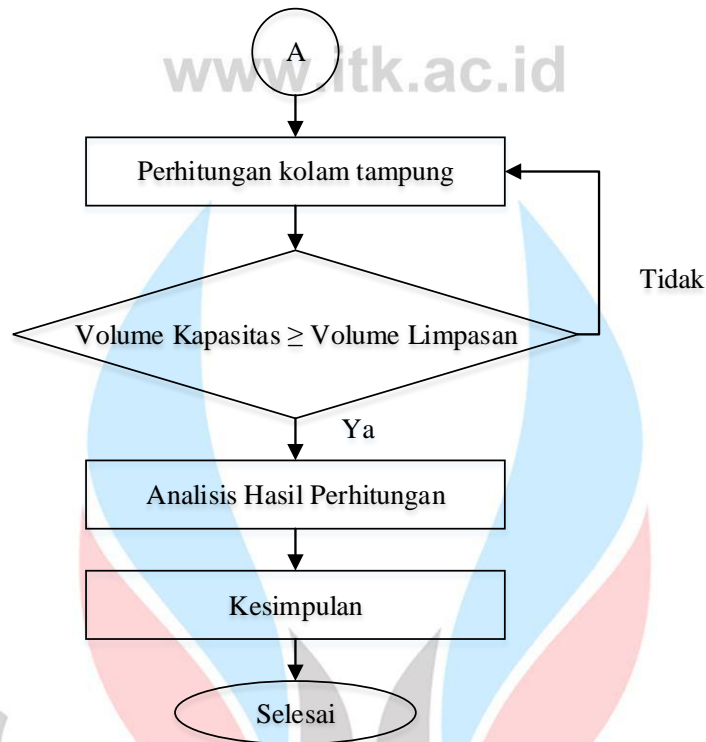 www.itk.ac.id
A
Perhitungan kolam tampung
Tidak
Volume Kapasitas ≥ Volume Limpasan
Ya
Analisis Hasil Perhitungan
Kesimpulan
Selesai